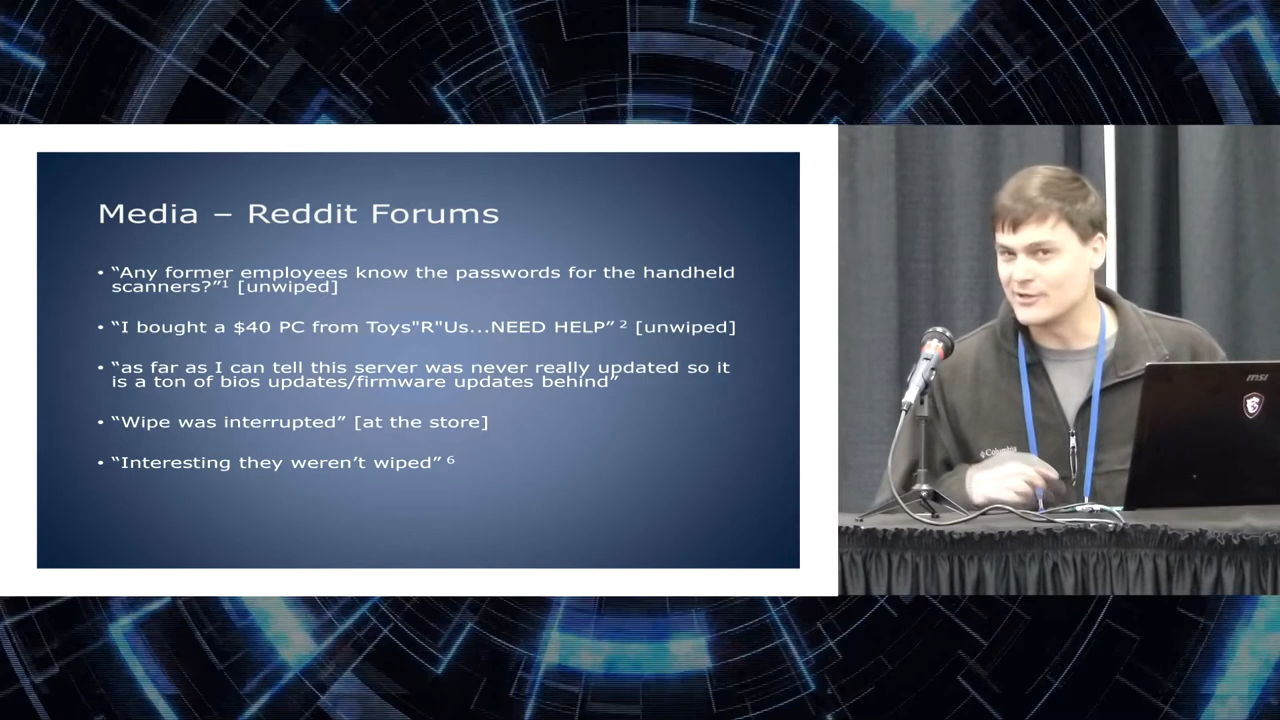 Media – Reddit Forums
• “Any former employees know the passwords for the handheld
scanners?”¹ [unwiped]
• “I bought a $40 PC from Toys"R"Us...NEED HELP” ² [unwiped]
• “as far as I can tell this server was never really updated so it
is a ton of bios updates/firmware updates behind”
• “Wipe was interrupted” [at the store]
• “Interesting they weren’t wiped” ⁶
msi
Columbia